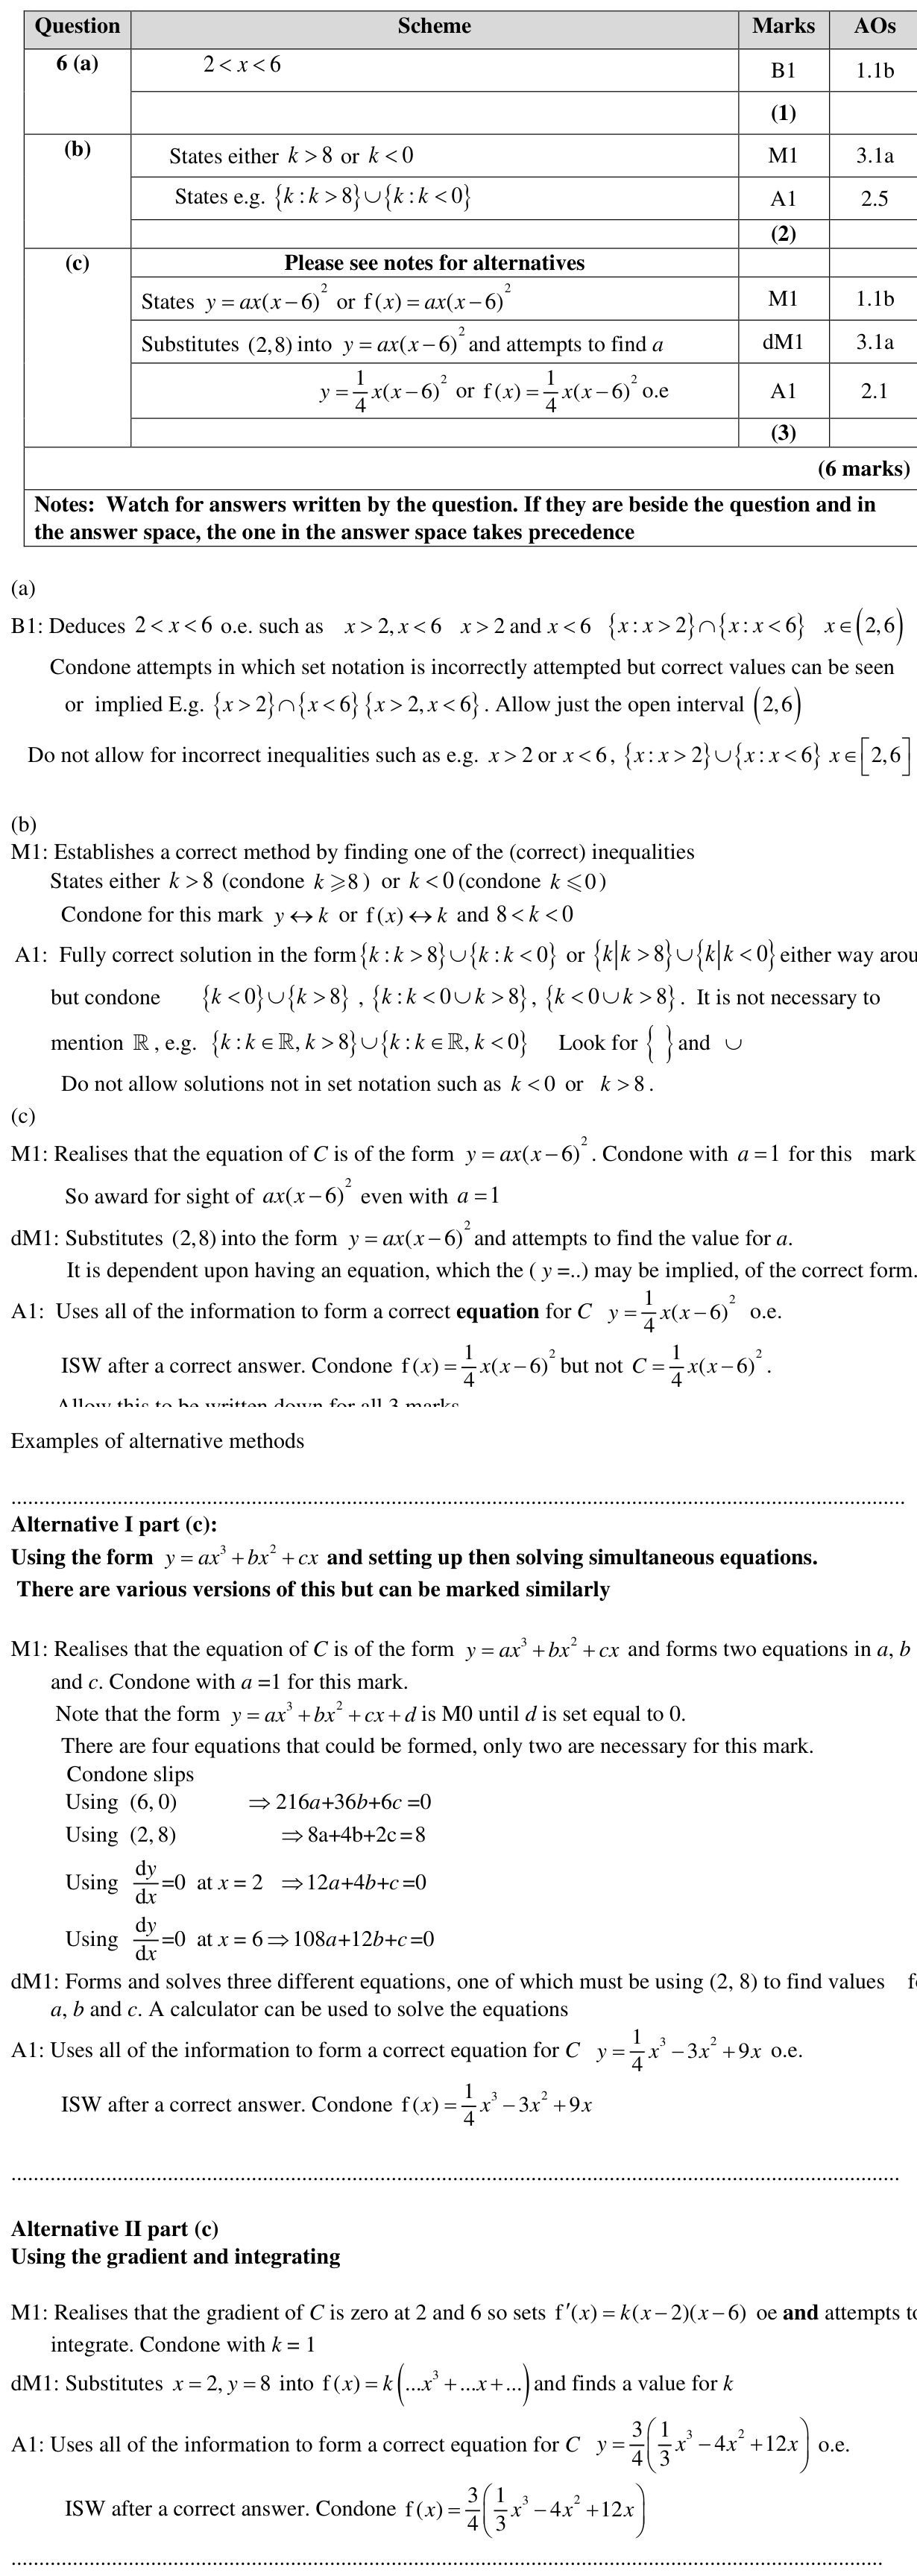 Question Scheme Marks AOs
6 (a) 2 < x < 6 B1 1.1b
(1)
(b) States either k > 8 or k < 0 M1 3.1a
States e.g. {k : k > 8} ∪ {k : k < 0} A1 2.5
(2)
(c) Please see notes for alternatives
States y = ax(x − 6)² or f(x) = ax(x − 6)² M1 1.1b
Substitutes (2,8) into y = ax(x − 6)² and attempts to find a dM1 3.1a
y = 1/4 x(x − 6)² or f(x) = 1/4 x(x − 6)² o.e A1 2.1
(3)
(6 marks)
Notes: Watch for answers written by the question. If they are beside the question and in
the answer space, the one in the answer space takes precedence
(a)
B1: Deduces 2 < x < 6 o.e. such as x > 2, x < 6 x > 2 and x < 6 {x : x > 2} ∩ {x : x < 6} x ∈ (2,6)
Condone attempts in which set notation is incorrectly attempted but correct values can be seen
or implied E.g. {x > 2} ∩ {x < 6} {x > 2, x < 6}. Allow just the open interval (2,6)
Do not allow for incorrect inequalities such as e.g. x > 2 or x < 6, {x : x > 2} ∪ {x : x < 6} x ∈ [2,6]
(b)
M1: Establishes a correct method by finding one of the (correct) inequalities
States either k > 8 (condone k ⩾ 8) or k < 0 (condone k ⩽ 0)
Condone for this mark y ↔ k or f(x) ↔ k and 8 < k < 0
A1: Fully correct solution in the form {k : k > 8} ∪ {k : k < 0} or {k|k > 8} ∪ {k|k < 0} either way arou
but condone {k < 0} ∪ {k > 8} , {k : k < 0 ∪ k > 8}, {k < 0 ∪ k > 8}. It is not necessary to
mention ℝ, e.g. {k : k ∈ ℝ, k > 8} ∪ {k : k ∈ ℝ, k < 0} Look for { } and ∪
Do not allow solutions not in set notation such as k < 0 or k > 8.
(c)
M1: Realises that the equation of C is of the form y = ax(x − 6)². Condone with a = 1 for this mark
So award for sight of ax(x − 6)² even with a = 1
dM1: Substitutes (2,8) into the form y = ax(x − 6)² and attempts to find the value for a.
It is dependent upon having an equation, which the ( y =..) may be implied, of the correct form.
A1: Uses all of the information to form a correct equation for C y = 1/4 x(x − 6)² o.e.
ISW after a correct answer. Condone f(x) = 1/4 x(x − 6)² but not C = 1/4 x(x − 6)².
Allow this to be written down for all 3 marks
Examples of alternative methods
Alternative I part (c):
Using the form y = ax³ + bx² + cx and setting up then solving simultaneous equations.
There are various versions of this but can be marked similarly
M1: Realises that the equation of C is of the form y = ax³ + bx² + cx and forms two equations in a, b
and c. Condone with a =1 for this mark.
Note that the form y = ax³ + bx² + cx + d is M0 until d is set equal to 0.
There are four equations that could be formed, only two are necessary for this mark.
Condone slips
Using (6, 0) ⇒ 216a+36b+6c =0
Using (2, 8) ⇒ 8a+4b+2c = 8
Using dy/dx =0 at x = 2 ⇒12a+4b+c =0
Using dy/dx =0 at x = 6 ⇒108a+12b+c =0
dM1: Forms and solves three different equations, one of which must be using (2, 8) to find values fo
a, b and c. A calculator can be used to solve the equations
A1: Uses all of the information to form a correct equation for C y = 1/4 x³ − 3x² + 9x o.e.
ISW after a correct answer. Condone f(x) = 1/4 x³ − 3x² + 9x
Alternative II part (c)
Using the gradient and integrating
M1: Realises that the gradient of C is zero at 2 and 6 so sets f′(x) = k(x − 2)(x − 6) oe and attempts to
integrate. Condone with k = 1
dM1: Substitutes x = 2, y = 8 into f(x) = k(...x³ + ...x + ...) and finds a value for k
A1: Uses all of the information to form a correct equation for C y = 3/4 (1/3 x³ − 4x² + 12x) o.e.
ISW after a correct answer. Condone f(x) = 3/4 (1/3 x³ − 4x² + 12x)